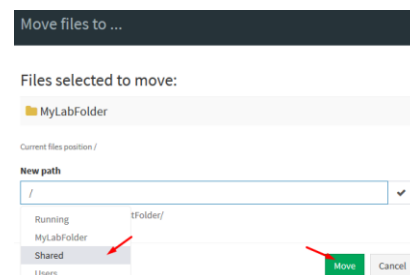 Move files to ...
Files selected to move:
MyLabFolder
Current files position /
New path
/
Running
tFolder/
MyLabFolder
Shared
Users
Move Cancel